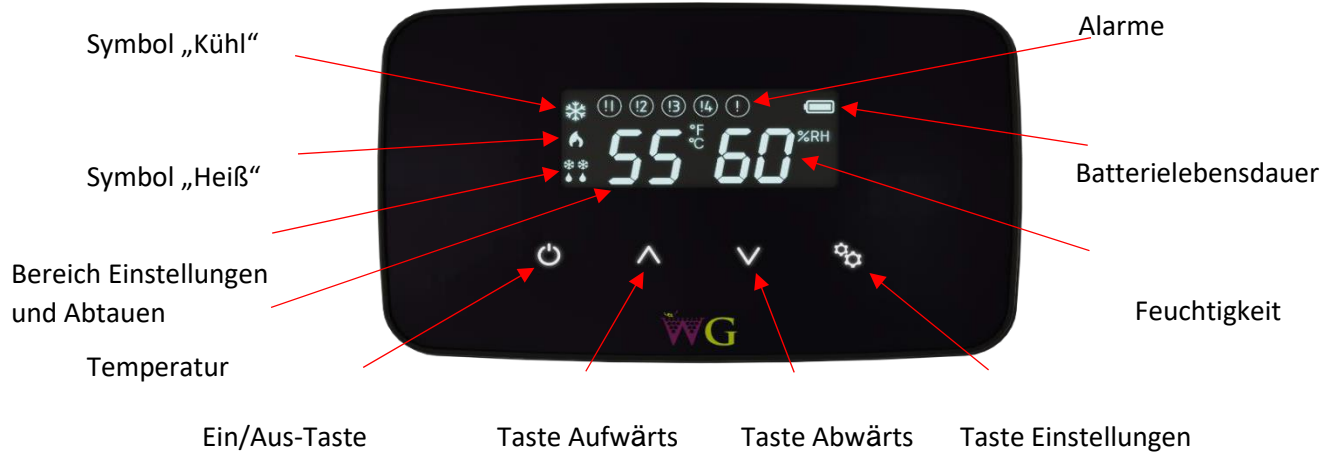 Symbol „Kühl“
Alarme
!1 !2 !3 !4 !
55 °F °C 60 %RH
Symbol „Heiß“
Batterielebensdauer
Bereich Einstellungen
und Abtauen
Feuchtigkeit
WG
Temperatur
Ein/Aus-Taste
Taste Aufwärts
Taste Abwärts
Taste Einstellungen